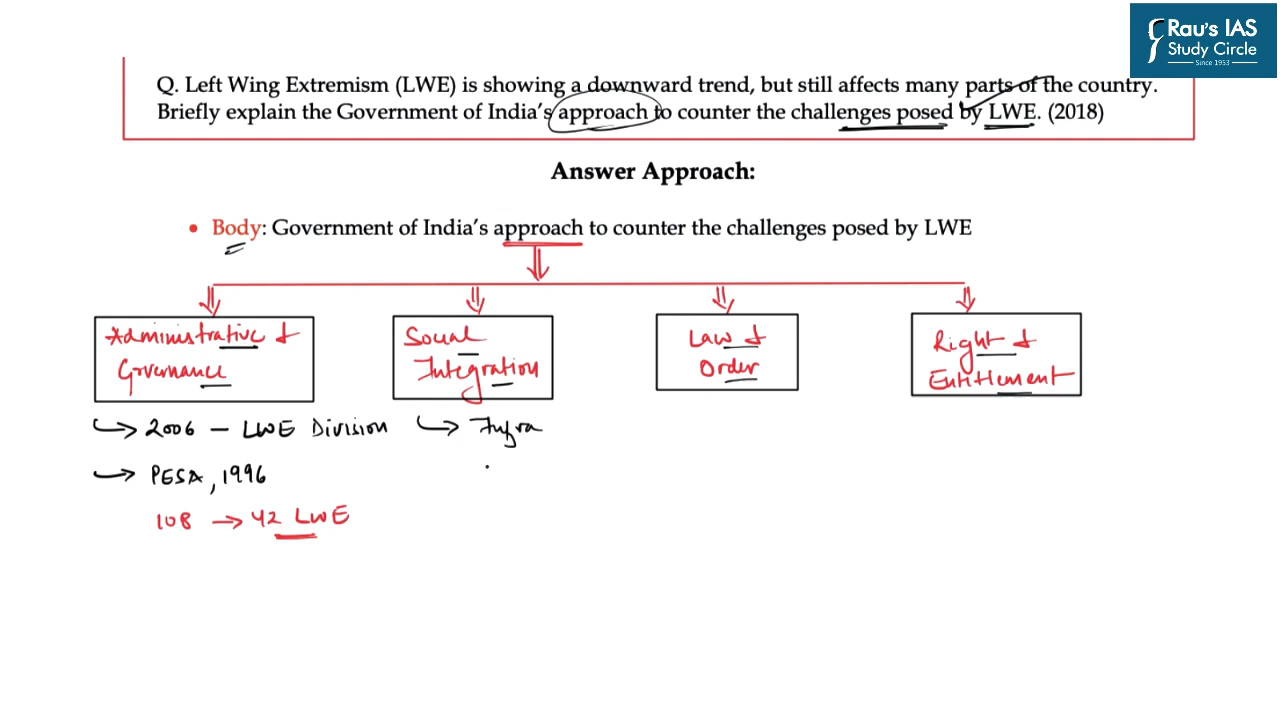 Rau's IAS
Study Circle
Since 1953
Q. Left Wing Extremism (LWE) is showing a downward trend, but still affects many parts of the country.
Briefly explain the Government of India's approach to counter the challenges posed by LWE. (2018)
Answer Approach:
• Body: Government of India's approach to counter the challenges posed by LWE
Administrative &
Governance
Social
Integration
Law &
Order
Right &
Entitlement
↳ 2006 – LWE Division
↳ Infra
↳ PESA, 1996
108 → 42 LWE